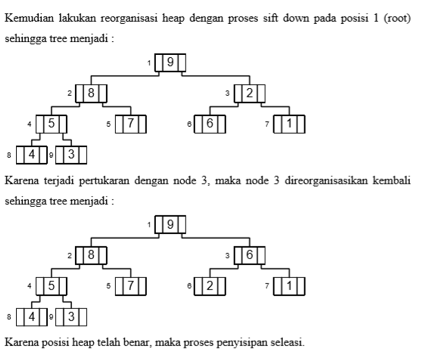 Kemudian lakukan reorganisasi heap dengan proses sift down pada posisi 1 (root)
sehingga tree menjadi :
1 9
2 8 3 2
4 5 5 7 6 6 7 1
8 4 9 3
Karena terjadi pertukaran dengan node 3, maka node 3 direorganisasikan kembali
sehingga tree menjadi :
1 9
2 8 3 6
4 5 5 7 6 2 7 1
8 4 9 3
Karena posisi heap telah benar, maka proses penyisipan seleasi.